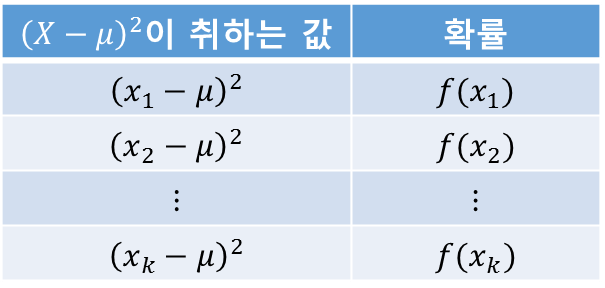 (X − μ)²이 취하는 값 확률
(x₁ − μ)² f(x₁)
(x₂ − μ)² f(x₂)
⋮ ⋮
(xₖ − μ)² f(xₖ)